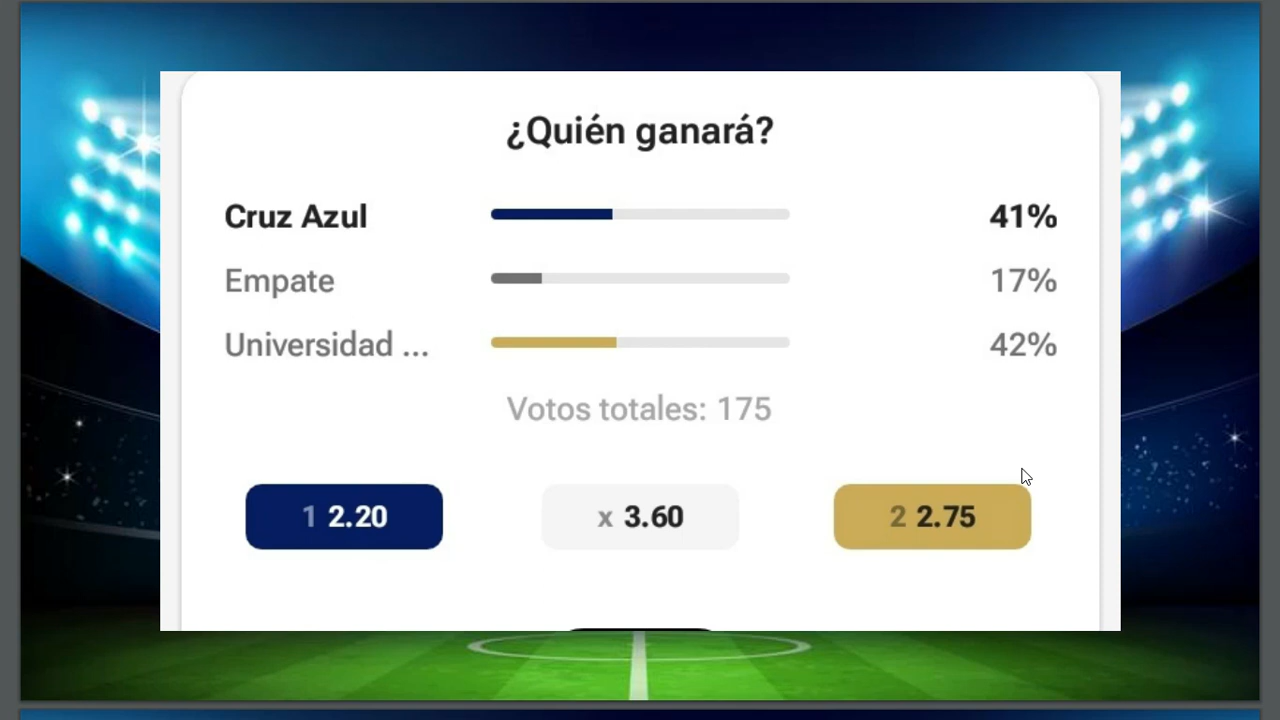 ¿Quién ganará?
Cruz Azul 41%
Empate 17%
Universidad ... 42%
Votos totales: 175
1 2.20 x 3.60 2 2.75